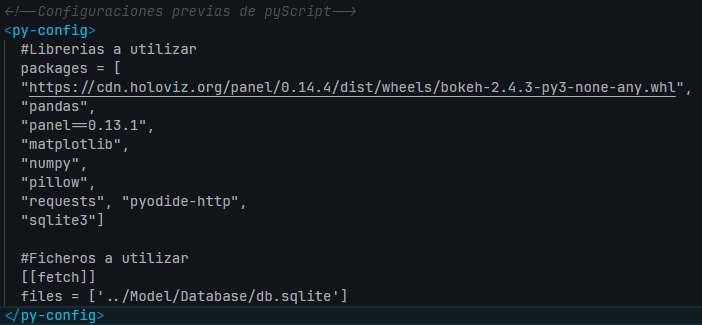 <!--Configuraciones previas de pyScript-->
<py-config>
#Librerias a utilizar
packages = [
"https://cdn.holoviz.org/panel/0.14.4/dist/wheels/bokeh-2.4.3-py3-none-any.whl",
"pandas",
"panel==0.13.1",
"matplotlib",
"numpy",
"pillow",
"requests", "pyodide-http",
"sqlite3"]
#Ficheros a utilizar
[[fetch]]
files = ['../Model/Database/db.sqlite']
</py-config>